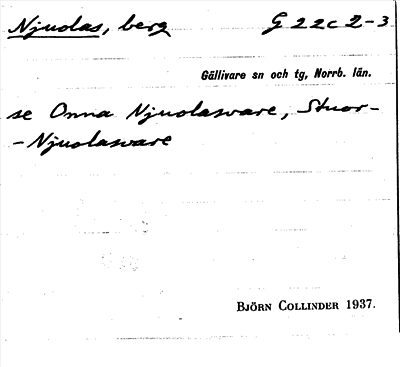 Njuolas, berg G 22c 2-3
Gällivare sn och tg, Norrb. län.
se Onna Njuolasvare, Stuor-
-Njuolasvare
BJÖRN COLLINDER 1937.